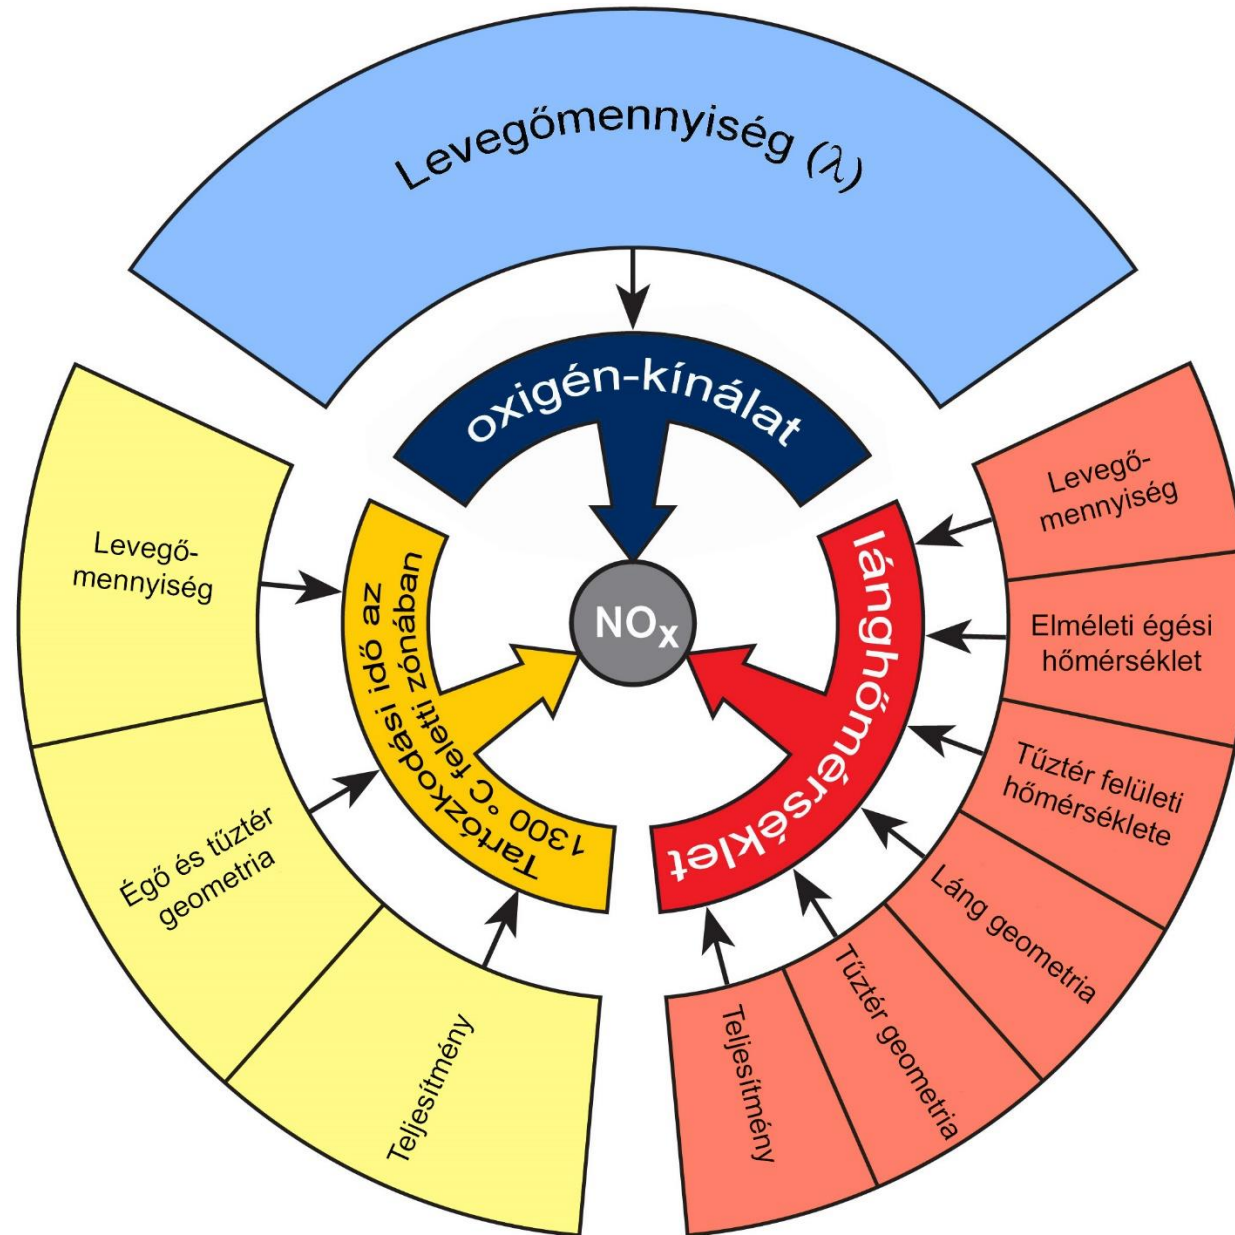 Levegőmennyiség (λ)
oxigén-kínálat
NOx
lánghőmérséklet
Tartózkodási idő az
1300 °C feletti zónában
Levegő-
mennyiség
Égő és tűztér
geometria
Teljesítmény
Levegő-
mennyiség
Elméleti égési
hőmérséklet
Tűztér felületi
hőmérséklete
Láng geometria
Tűztér geometria
Teljesítmény